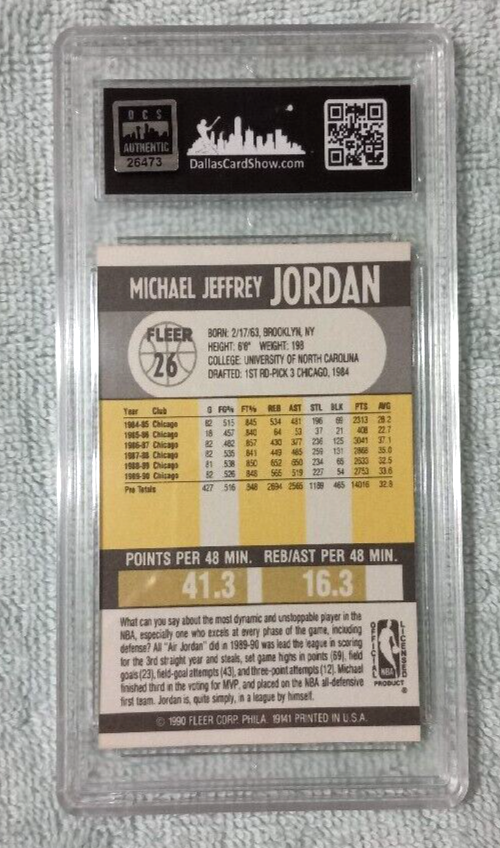 DCS
AUTHENTIC
26473
DallasCardShow.com
MICHAEL JEFFREY JORDAN
FLEER
26
BORN: 2/17/63, BROOKLYN, NY
HEIGHT: 6'6" WEIGHT: 198
COLLEGE: UNIVERSITY OF NORTH CAROLINA
DRAFTED: 1ST RD-PICK 3 CHICAGO, 1984
Year Club G FG% FT% REB AST STL BLK PTS AVG
1984-85 Chicago 82 .515 .845 534 481 196 69 2313 28.2
1985-86 Chicago 18 .457 .840 64 53 37 21 408 22.7
1986-87 Chicago 82 .482 .857 430 377 236 125 3041 37.1
1987-88 Chicago 82 .535 .841 449 485 259 131 2868 35.0
1988-89 Chicago 81 .538 .850 652 650 234 65 2633 32.5
1989-90 Chicago 82 .526 .848 565 519 227 54 2753 33.6
Pro Totals 427 .516 .848 2694 2565 1189 465 14016 32.8
POINTS PER 48 MIN. REB/AST PER 48 MIN.
41.3 16.3
What can you say about the most dynamic and unstoppable player in the
NBA, especially one who excels at every phase of the game, including
defense? All "Air Jordan" did in 1989-90 was lead the league in scoring
for the 3rd straight year and steals, set game highs in points (69), field
goals (23), field-goal attempts (43), and three-point attempts (12). Michael
finished third in the voting for MVP, and placed on the NBA all-defensive
first team. Jordan is, quite simply, in a league by himself.
OFFICIAL
LICENSED
NBA
PRODUCT ®
© 1990 FLEER CORP. PHILA. 19141 PRINTED IN U.S.A.